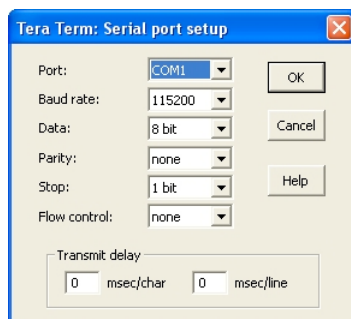 Tera Term: Serial port setup
Port: COM1 OK
Baud rate: 115200
Data: 8 bit Cancel
Parity: none
Stop: 1 bit Help
Flow control: none
Transmit delay
0 msec/char 0 msec/line